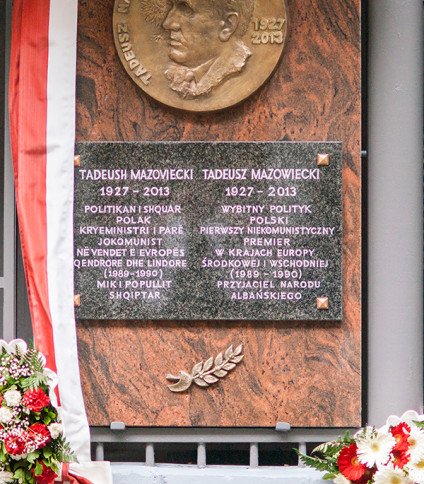 ZSU
1927
2013
TADEUSH MAZOVIECKI
1927 - 2013
POLITIKAN I SHQUAR
POLAK
KRYEMINISTRI I PARË
JOKOMUNIST
NË VENDET E EVROPËS
QENDRORE DHE LINDORE
(1989-1990)
MIK I POPULLIT
SHQIPTAR
TADEUSZ MAZOWIECKI
1927 - 2013
WYBITNY POLITYK
POLSKI
PIERWSZY NIEKOMUNISTYCZNY
PREMIER
W KRAJACH EUROPY
ŚRODKOWEJ I WSCHODNIEJ
(1989 - 1990)
PRZYJACIEL NARODU
ALBAŃSKIEGO